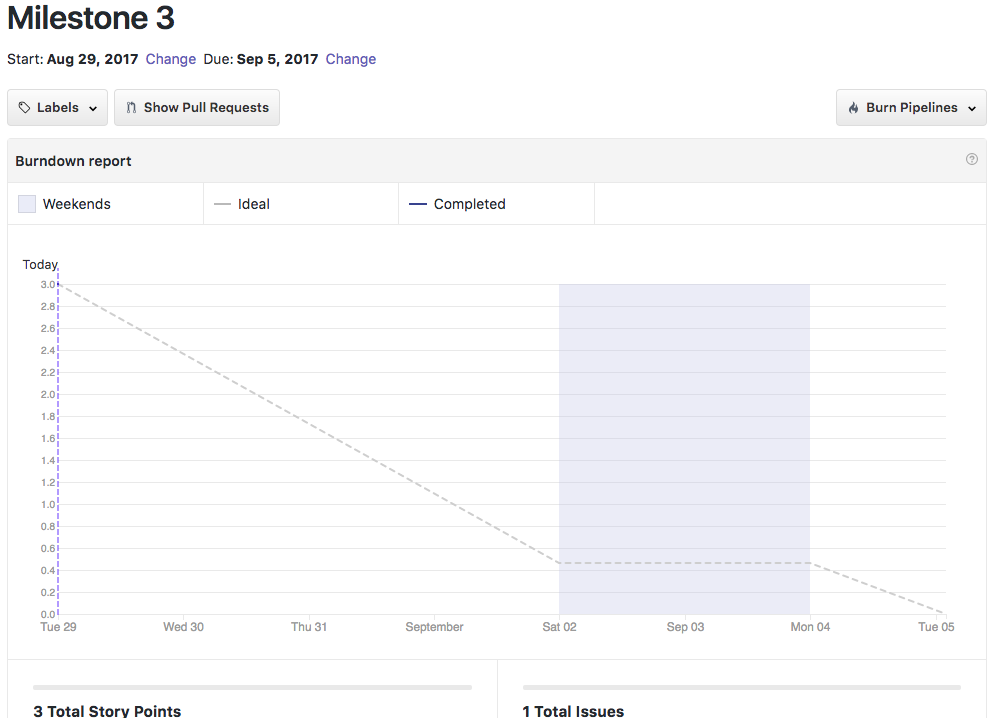 Milestone 3
Start: Aug 29, 2017 Change Due: Sep 5, 2017 Change
Labels Show Pull Requests Burn Pipelines
Burndown report ?
Weekends Ideal Completed
Today
3.0
2.8
2.6
2.4
2.2
2.0
1.8
1.6
1.4
1.2
1.0
0.8
0.6
0.4
0.2
0.0
Tue 29 Wed 30 Thu 31 September Sat 02 Sep 03 Mon 04 Tue 05
3 Total Story Points 1 Total Issues